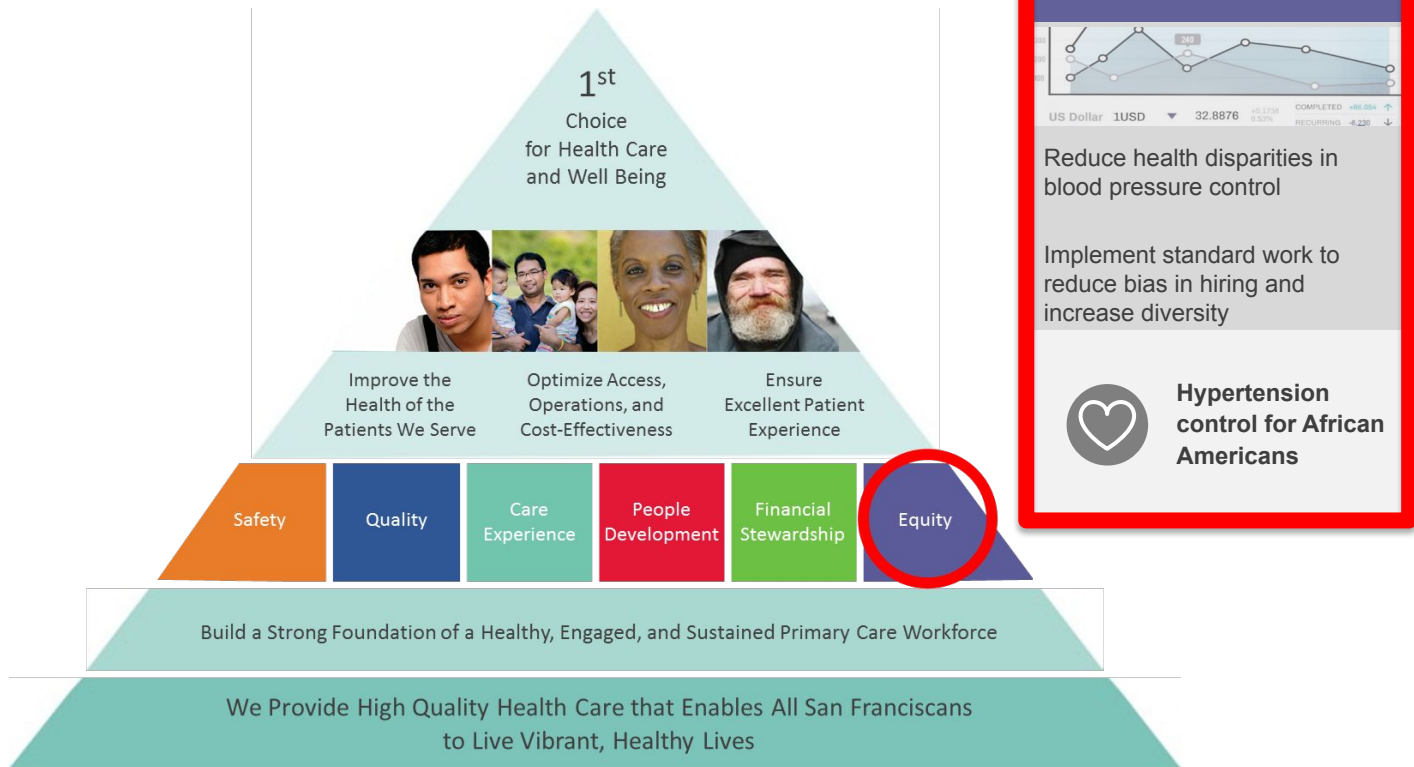 1st
Choice
for Health Care
and Well Being
Improve the
Health of the
Patients We Serve
Optimize Access,
Operations, and
Cost-Effectiveness
Ensure
Excellent Patient
Experience
Safety
Quality
Care
Experience
People
Development
Financial
Stewardship
Equity
Build a Strong Foundation of a Healthy, Engaged, and Sustained Primary Care Workforce
We Provide High Quality Health Care that Enables All San Franciscans
to Live Vibrant, Healthy Lives
240
US Dollar 1USD ▼ 32.8876
0.53%
COMPLETED
RECURRING -6,230 ↓
Reduce health disparities in
blood pressure control
Implement standard work to
reduce bias in hiring and
increase diversity
Hypertension
control for African
Americans